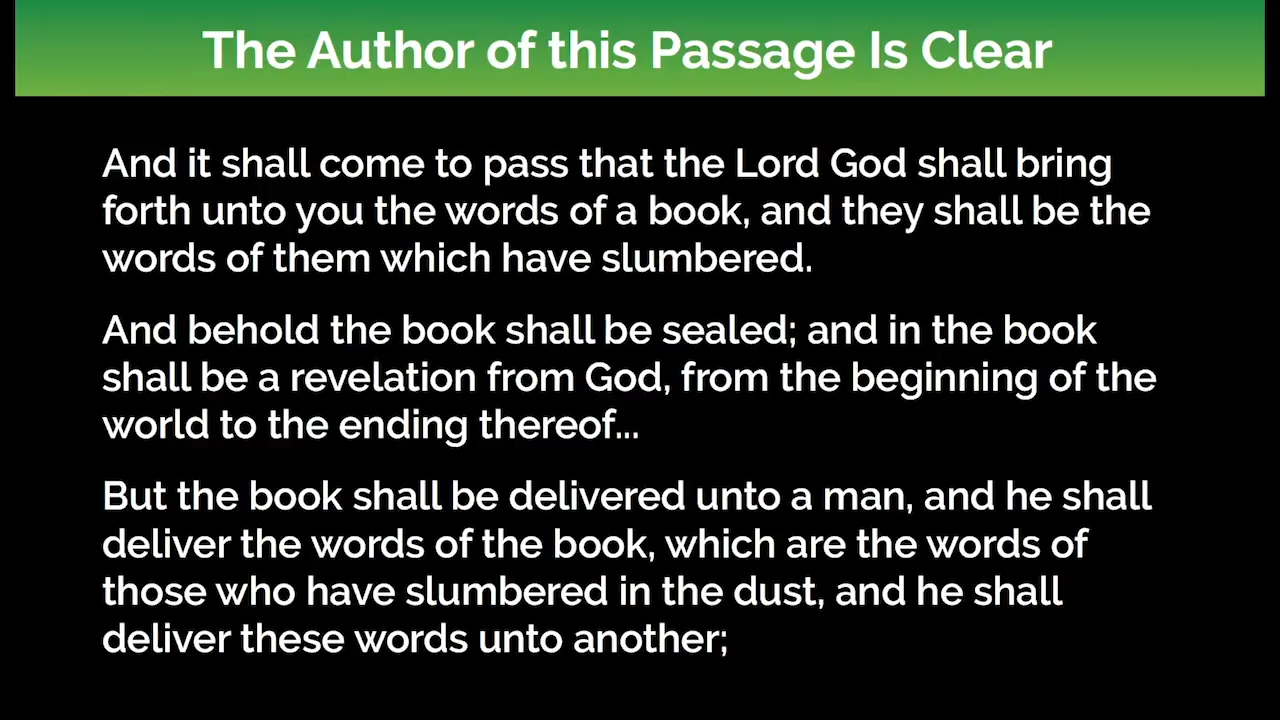 The Author of this Passage Is Clear
And it shall come to pass that the Lord God shall bring
forth unto you the words of a book, and they shall be the
words of them which have slumbered.
And behold the book shall be sealed; and in the book
shall be a revelation from God, from the beginning of the
world to the ending thereof...
But the book shall be delivered unto a man, and he shall
deliver the words of the book, which are the words of
those who have slumbered in the dust, and he shall
deliver these words unto another;